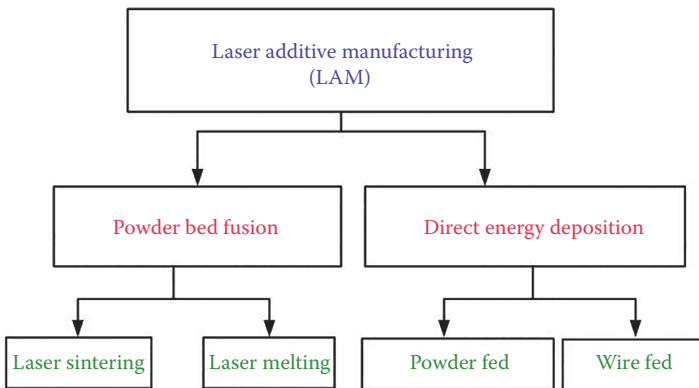 Laser additive manufacturing
(LAM)
Powder bed fusion
Direct energy deposition
Laser sintering
Laser melting
Powder fed
Wire fed